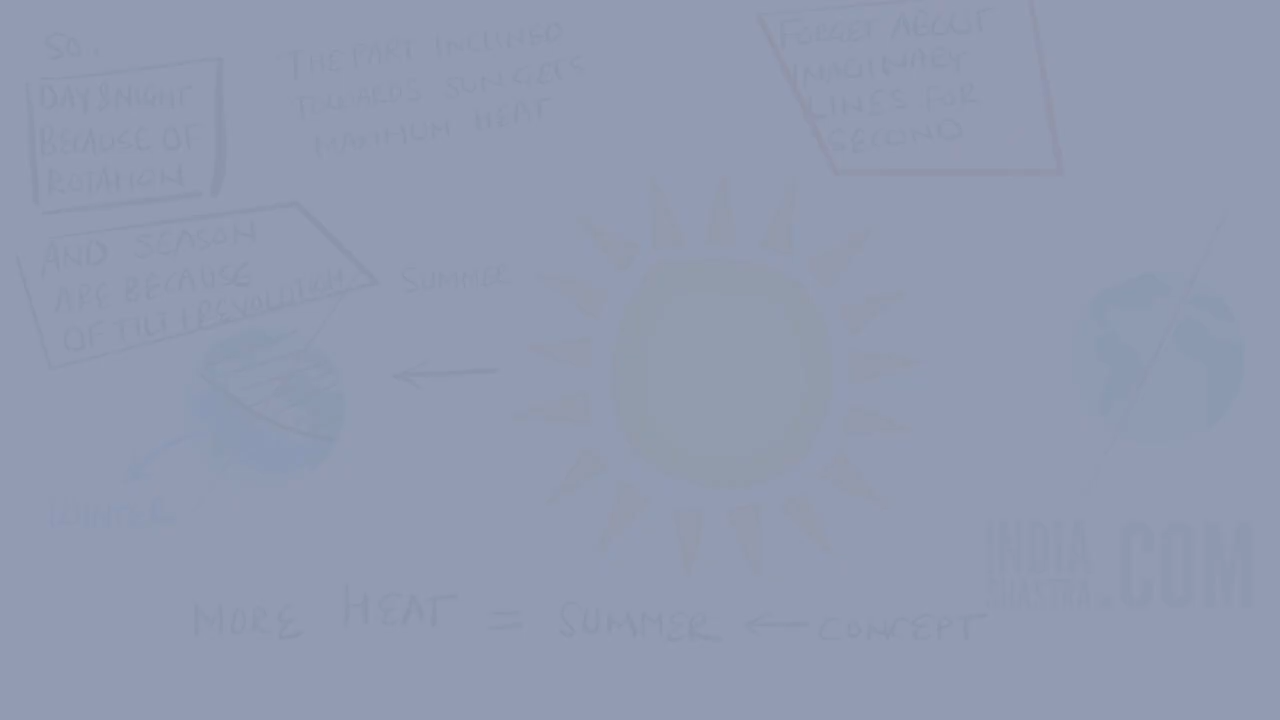 SO.
DAY & NIGHT
BECAUSE OF
ROTATION
THE PART INCLINED
TOWARDS SUN GETS
MAXIMUM HEAT
FORGET ABOUT
IMAGINARY
LINES FOR
SECOND
AND SEASON
ARE BECAUSE
OF TILT & REVOLUTION
SUMMER
WINTER
INDIA
SHASTRA.COM
MORE HEAT = SUMMER ← CONCEPT